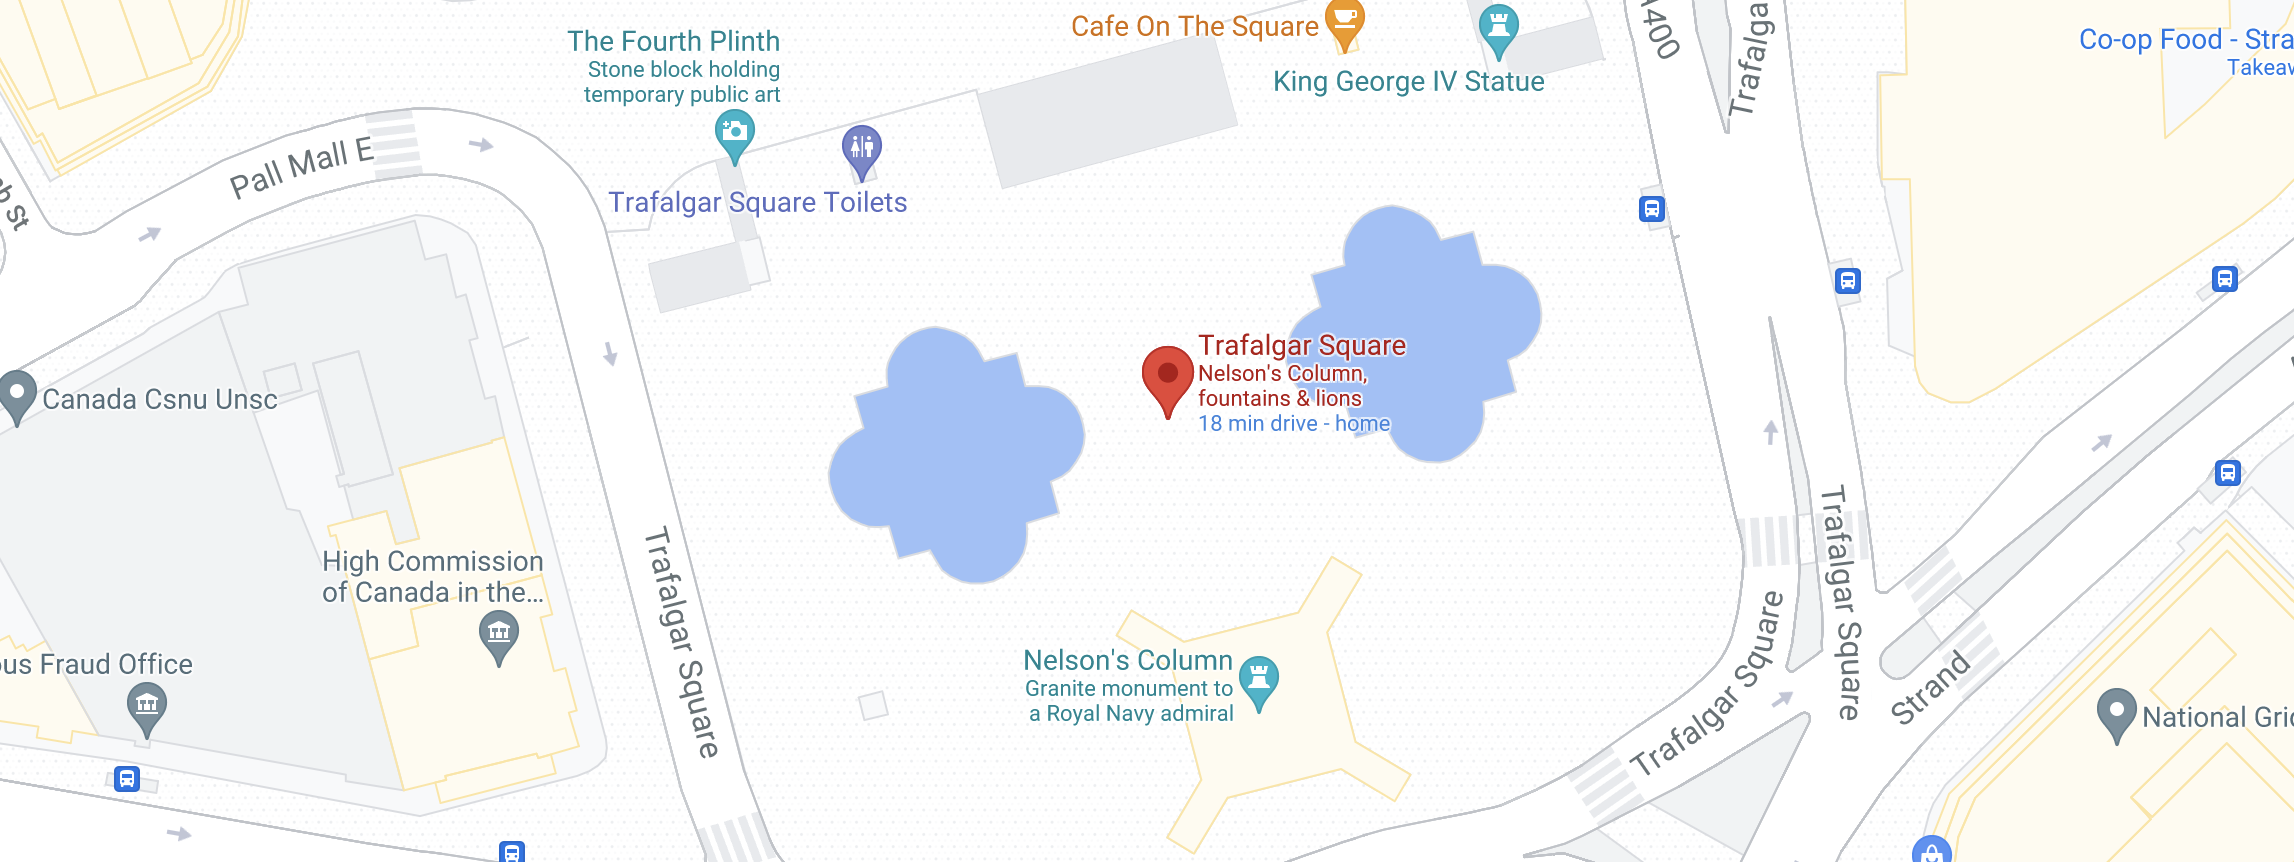 Cafe On The Square
A400
Trafalga
The Fourth Plinth
Stone block holding
temporary public art
King George IV Statue
Co-op Food - Stra
Takeaw
Pall Mall E
b St
Trafalgar Square Toilets
Trafalgar Square
Nelson's Column,
fountains & lions
18 min drive - home
Canada Csnu Unsc
High Commission
of Canada in the...
ous Fraud Office
Trafalgar Square
Nelson's Column
Granite monument to
a Royal Navy admiral
Trafalgar Square
Trafalgar Square
Strand
National Gric